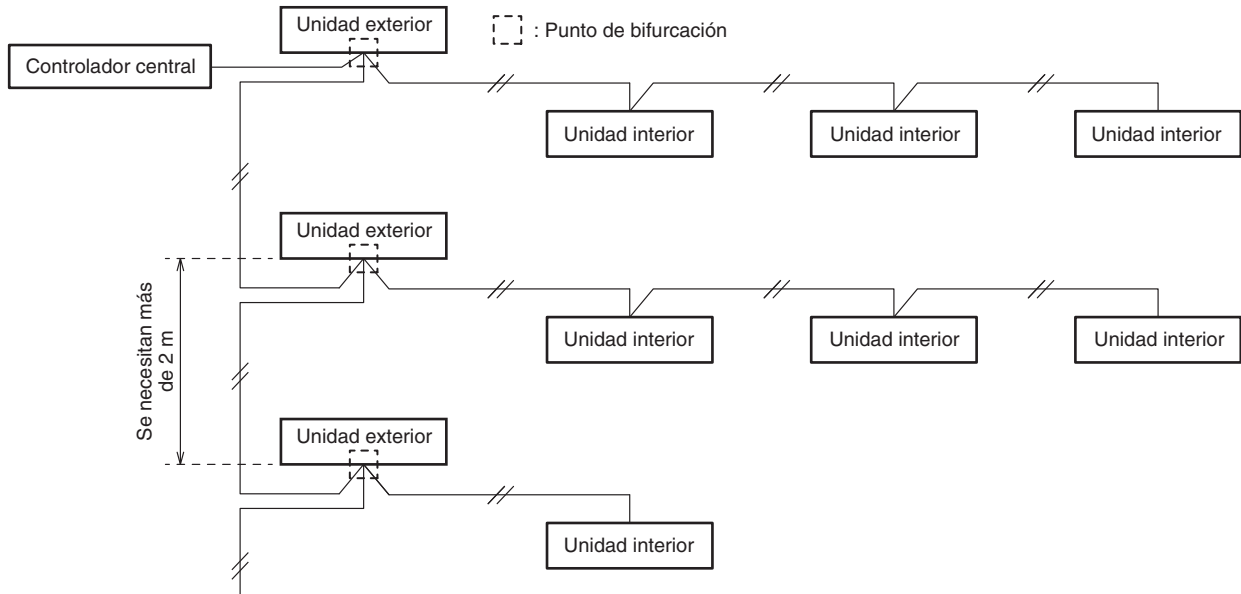 Unidad exterior
: Punto de bifurcación
Controlador central
Unidad interior
Unidad interior
Unidad interior
Unidad exterior
Unidad interior
Unidad interior
Unidad interior
Se necesitan más
de 2 m
Unidad exterior
Unidad interior